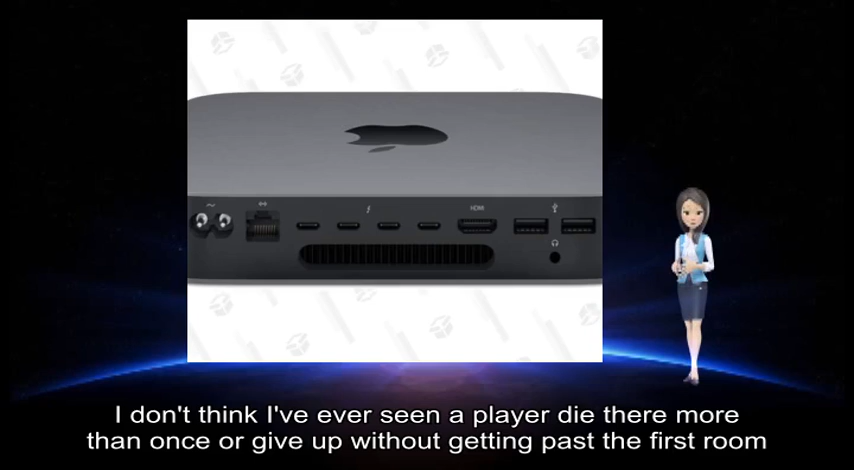 HDMI
I don't think I've ever seen a player die there more
than once or give up without getting past the first room